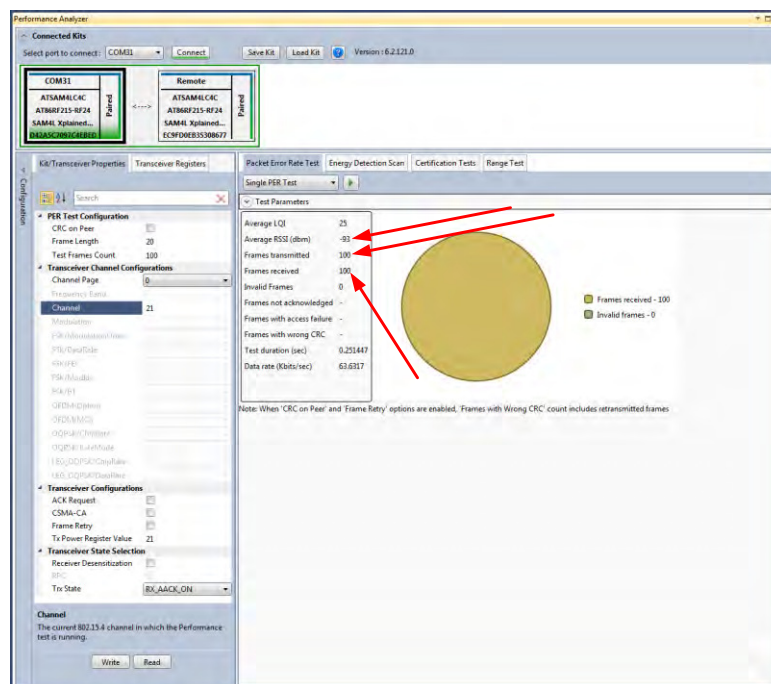 Performance Analyzer
Connected Kits
Select port to connect: COM31 Connect Save Kit Load Kit Version : 6.2.121.0
COM31
ATSAM4LC4C
AT86RF215-RF24
SAM4L Xplained...
D42A5C7097C4EBED
Paired
<--->
Remote
ATSAM4LC4C
AT86RF215-RF24
SAM4L Xplained...
EC9FD0EB35308677
Paired
Configuration
Kit/Transceiver Properties Transceiver Registers
Search
PER Test Configuration
CRC on Peer
Frame Length 20
Test Frames Count 100
Transceiver Channel Configurations
Channel Page 0
Frequency Band
Channel 21
Modulation
Transceiver Configurations
ACK Request
CSMA-CA
Frame Retry
Tx Power Register Value 21
Transceiver State Selection
Receiver Desensitization
RPC
Trx State RX_AACK_ON
Channel
The current 802.15.4 channel in which the Performance
test is running.
Write Read
Packet Error Rate Test Energy Detection Scan Certification Tests Range Test
Single PER Test
Test Parameters
Average LQI 25
Average RSSI (dbm) -93
Frames transmitted 100
Frames received 100
Invalid Frames 0
Frames not acknowledged -
Frames with access failure -
Frames with wrong CRC -
Test duration (sec) 0.251447
Data rate (Kbits/sec) 63.6317
Frames received - 100
Invalid frames - 0
Note: When 'CRC on Peer' and 'Frame Retry' options are enabled, 'Frames with Wrong CRC' count includes retransmitted frames